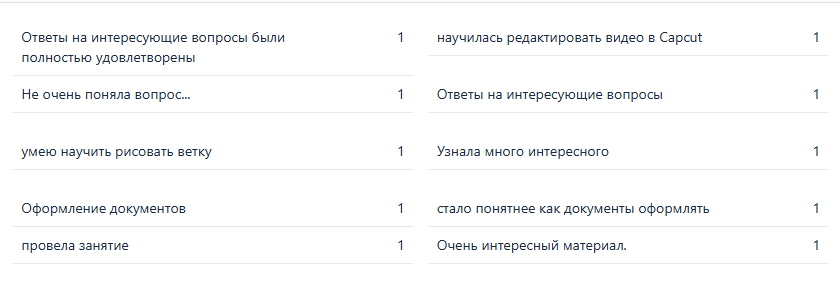 Ответы на интересующие вопросы были
полностью удовлетворены 1
Не очень поняла вопрос... 1
умею научить рисовать ветку 1
Оформление документов 1
провела занятие 1
научилась редактировать видео в Capcut 1
Ответы на интересующие вопросы 1
Узнала много интересного 1
стало понятнее как документы оформлять 1
Очень интересный материал. 1